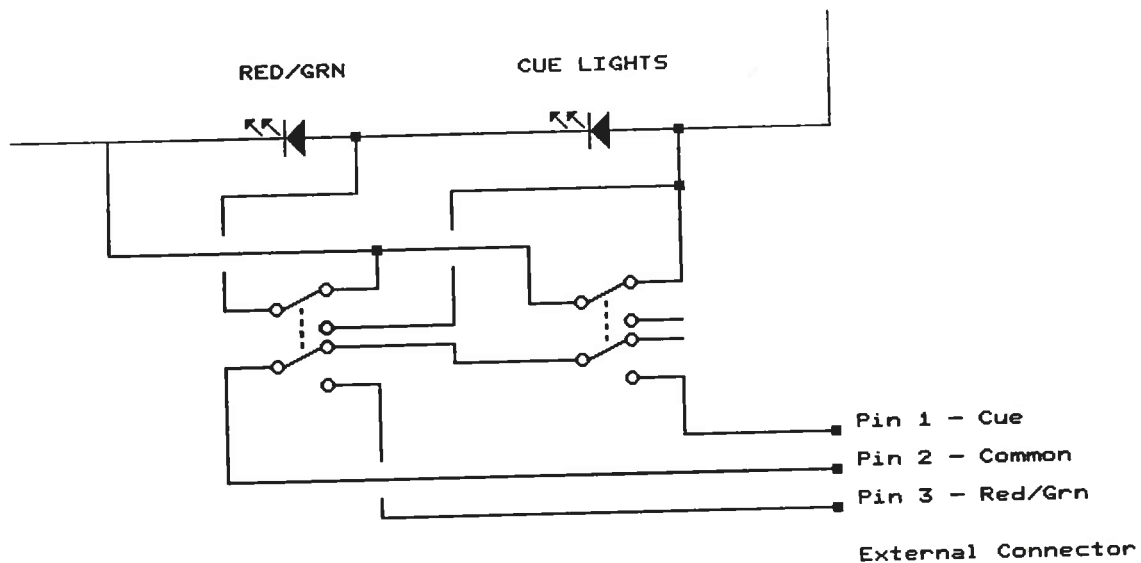 RED/GRN
CUE LIGHTS
Pin 1 - Cue
Pin 2 - Common
Pin 3 - Red/Grn
External Connector